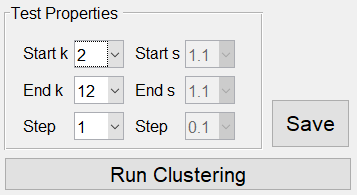 Test Properties
Start k 2 Start s 1.1
End k 12 End s 1.1
Step 1 Step 0.1
Save
Run Clustering